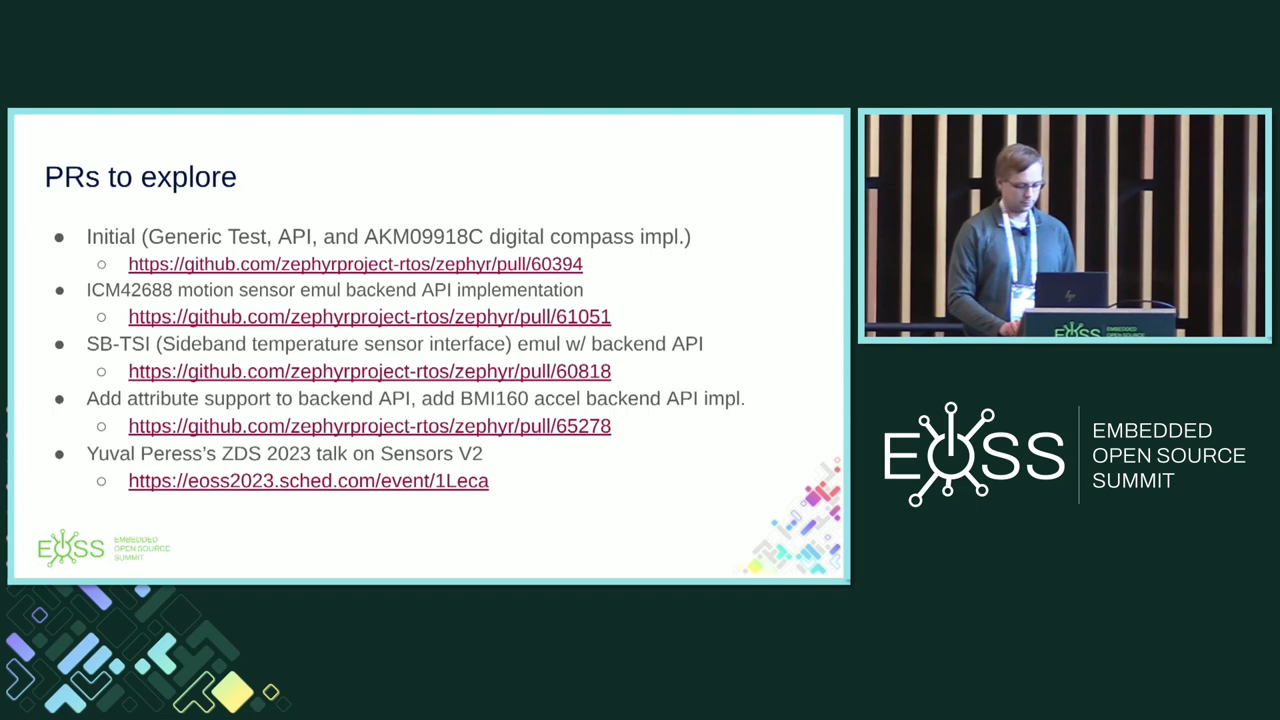 PRs to explore
● Initial (Generic Test, API, and AKM09918C digital compass impl.)
○ https://github.com/zephyrproject-rtos/zephyr/pull/60394
● ICM42688 motion sensor emul backend API implementation
○ https://github.com/zephyrproject-rtos/zephyr/pull/61051
● SB-TSI (Sideband temperature sensor interface) emul w/ backend API
○ https://github.com/zephyrproject-rtos/zephyr/pull/60818
● Add attribute support to backend API, add BMI160 accel backend API impl.
○ https://github.com/zephyrproject-rtos/zephyr/pull/65278
● Yuval Peress’s ZDS 2023 talk on Sensors V2
○ https://eoss2023.sched.com/event/1Leca
EOSS
EMBEDDED
OPEN SOURCE
SUMMIT
hp
EOSS
EMBEDDED
OPEN SOURCE
EOSS
EMBEDDED
OPEN SOURCE
SUMMIT